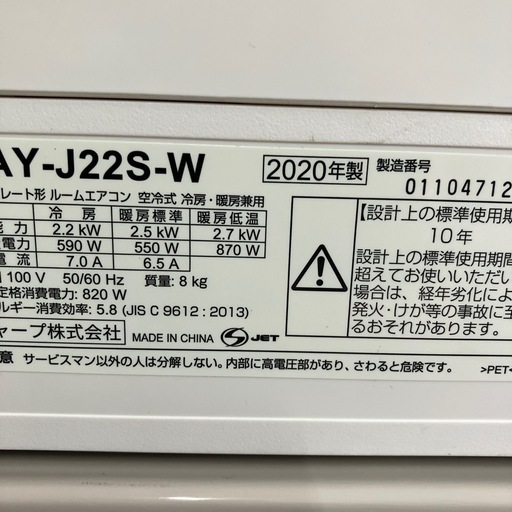 AY-J22S-W 2020年製 製造番号
01104712
レート形 ルームエアコン 空冷式 冷房・暖房兼用
冷房 暖房標準 暖房低温
能力 2.2 kW 2.5 kW 2.7 kW
電力 590 W 550 W 870 W
電流 7.0 A 6.5 A
100 V 50/60 Hz 質量: 8 kg
定格消費電力: 820 W
ルギー消費効率: 5.8 (JIS C 9612 : 2013)
ャープ株式会社 MADE IN CHINA S JET
意 サービスマン以外の人は分解しない。内部に高電圧部があり、さわると危険です。 >PET<
【設計上の標準使用期
10年
設計上の標準使用期間
超えてお使いいただい
場合は、経年劣化によ
発火・けが等の事故に至
るおそれがあります。